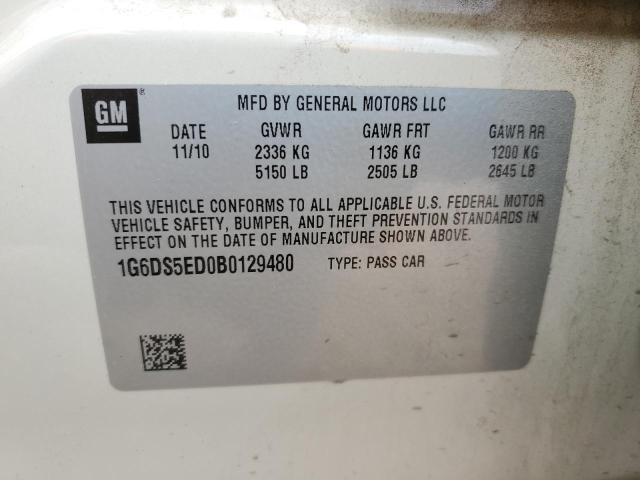 GM®
MFD BY GENERAL MOTORS LLC
DATE GVWR GAWR FRT GAWR RR
11/10 2336 KG 1136 KG 1200 KG
5150 LB 2505 LB 2645 LB
THIS VEHICLE CONFORMS TO ALL APPLICABLE U.S. FEDERAL MOTOR
VEHICLE SAFETY, BUMPER, AND THEFT PREVENTION STANDARDS IN
EFFECT ON THE DATE OF MANUFACTURE SHOWN ABOVE.
1G6DS5ED0B0129480 TYPE: PASS CAR